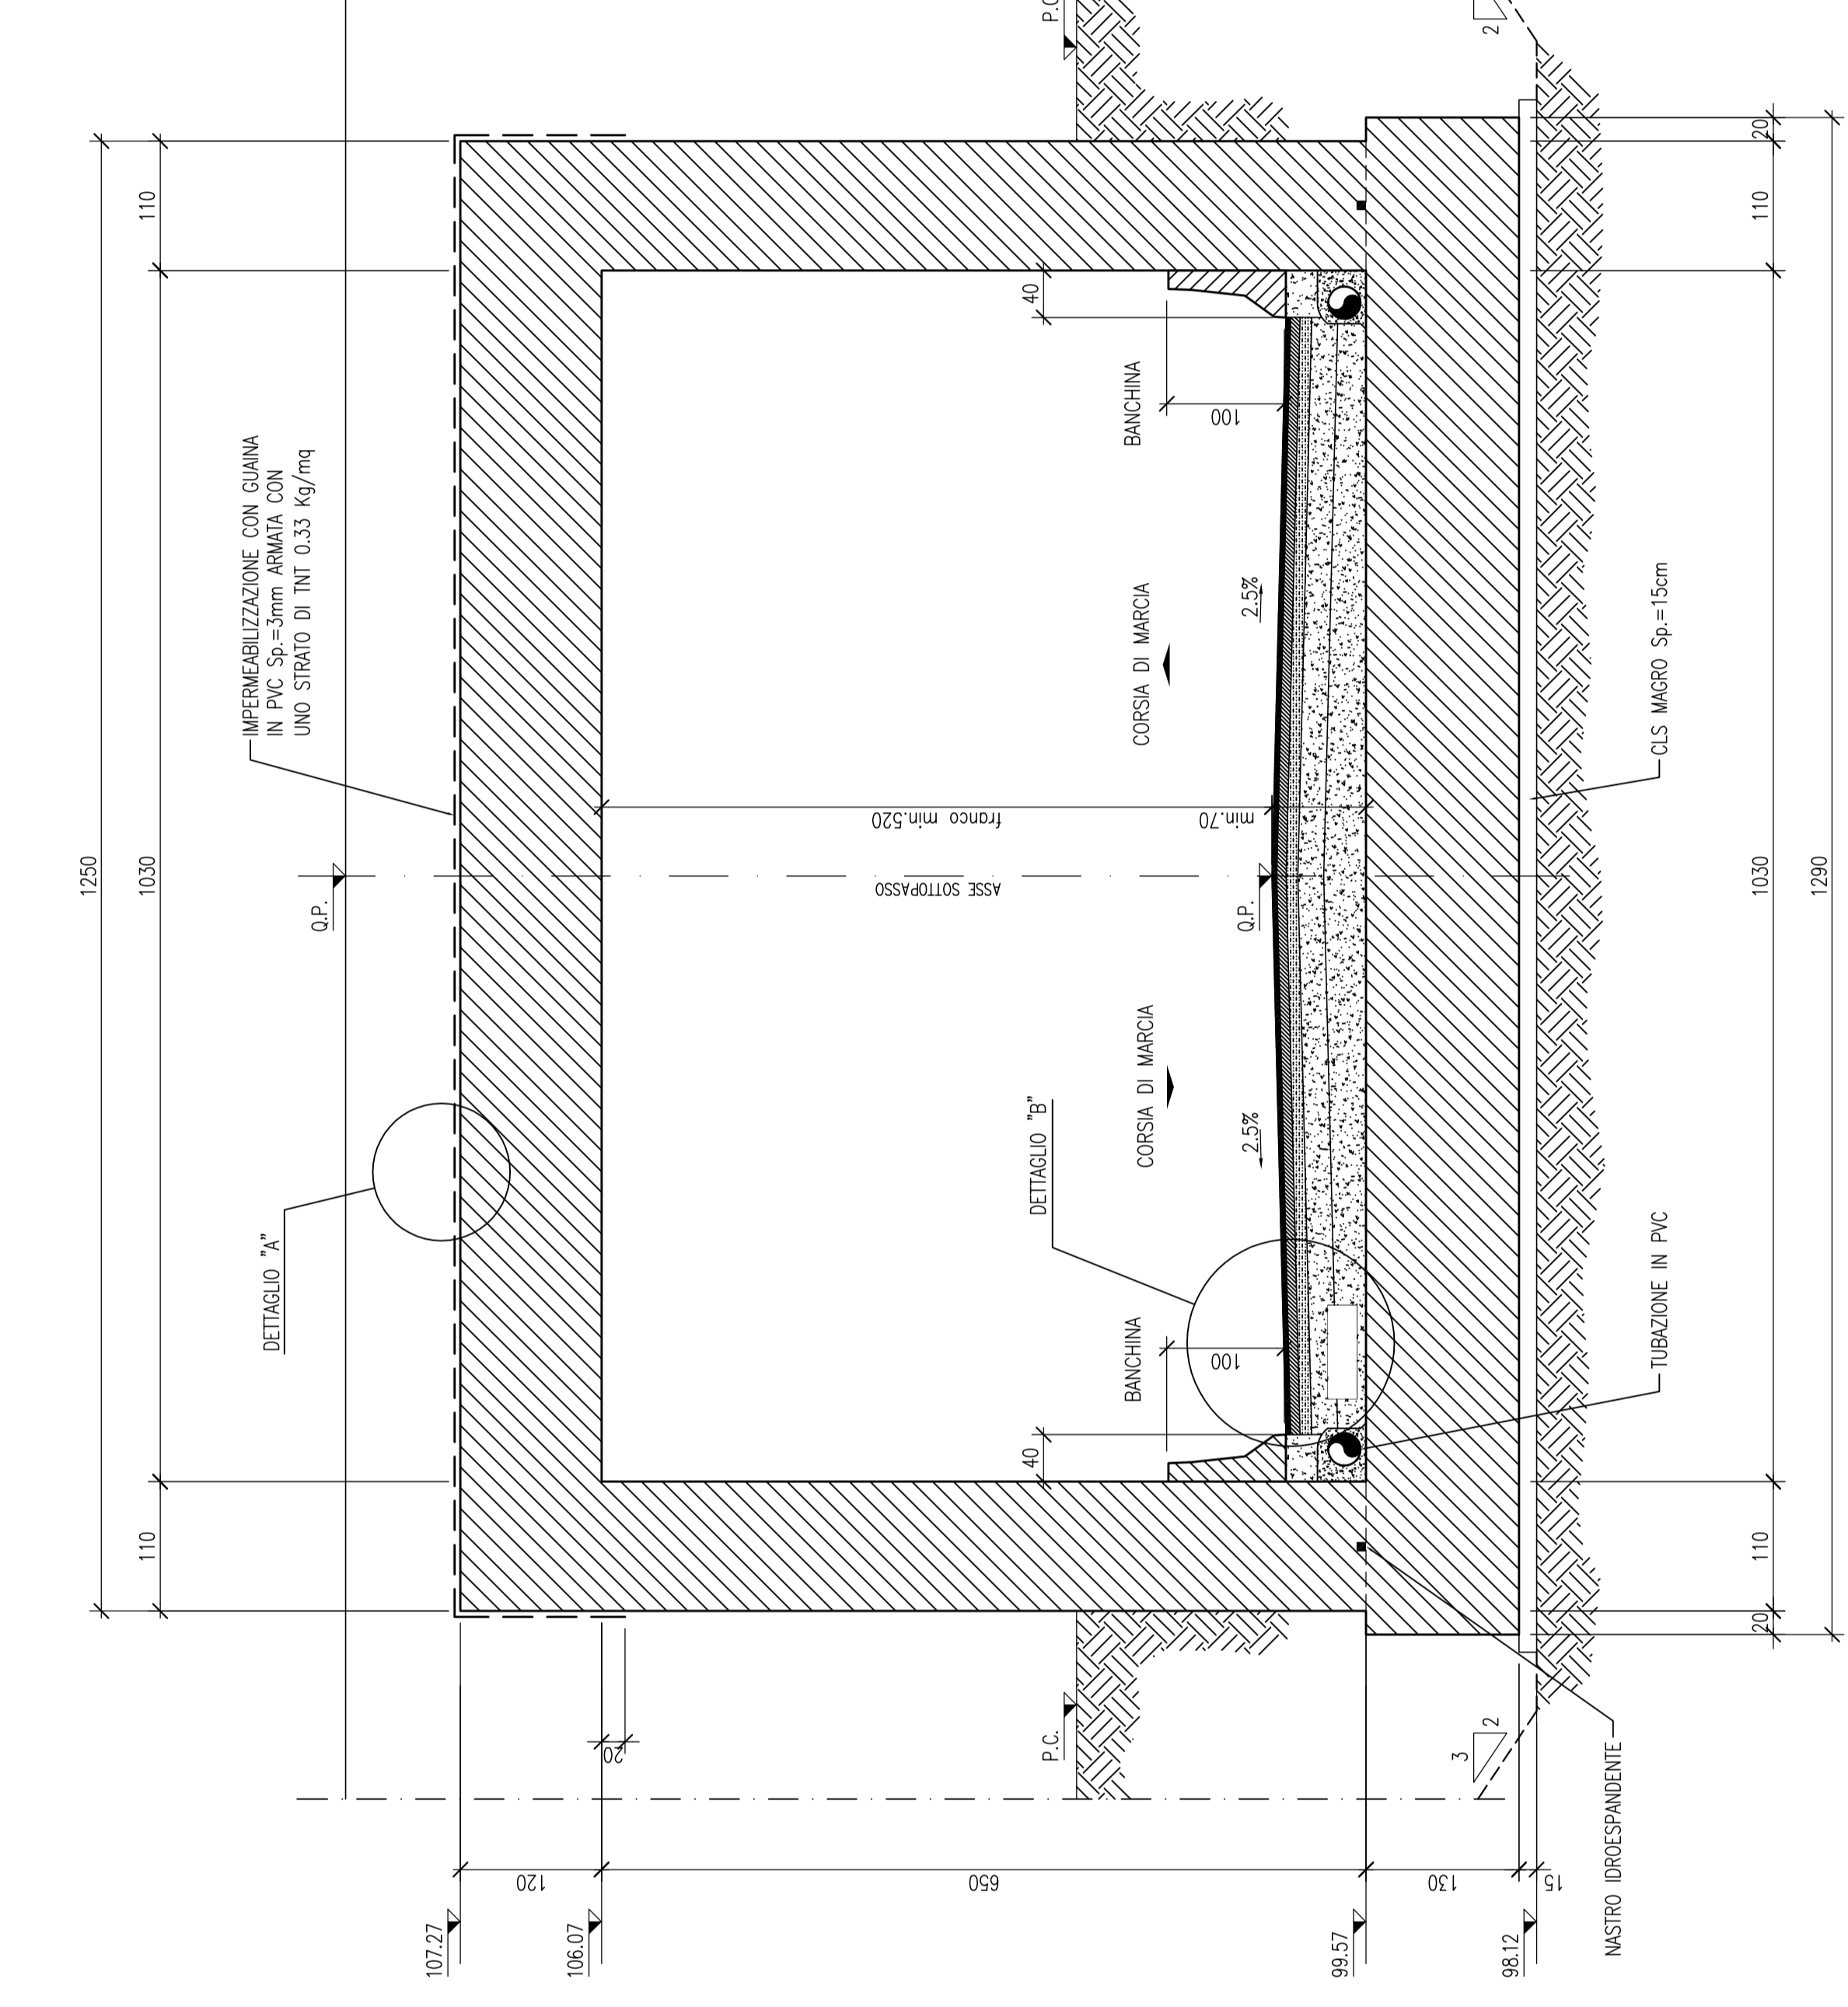 1250
110
1030
110
IMPERMEABILIZZAZIONE CON GUAINA
IN PVC Sp.=3mm ARMATA CON
UNO STRATO DI TNT 0.33 Kg/mq
Q.P.
DETTAGLIO "A"
107.27
120
106.07
20
650
ASSE SOTTOPASSO
franco min.520
min.70
40
40
DETTAGLIO "B"
P.C.
BANCHINA
100
CORSIA DI MARCIA
2.5%
Q.P.
CORSIA DI MARCIA
2.5%
BANCHINA
100
99.57
130
98.12
15
3
2
2
NASTRO IDROESPANDENTE
TUBAZIONE IN PVC
CLS MAGRO Sp.=15cm
20
110
1030
110
20
1290